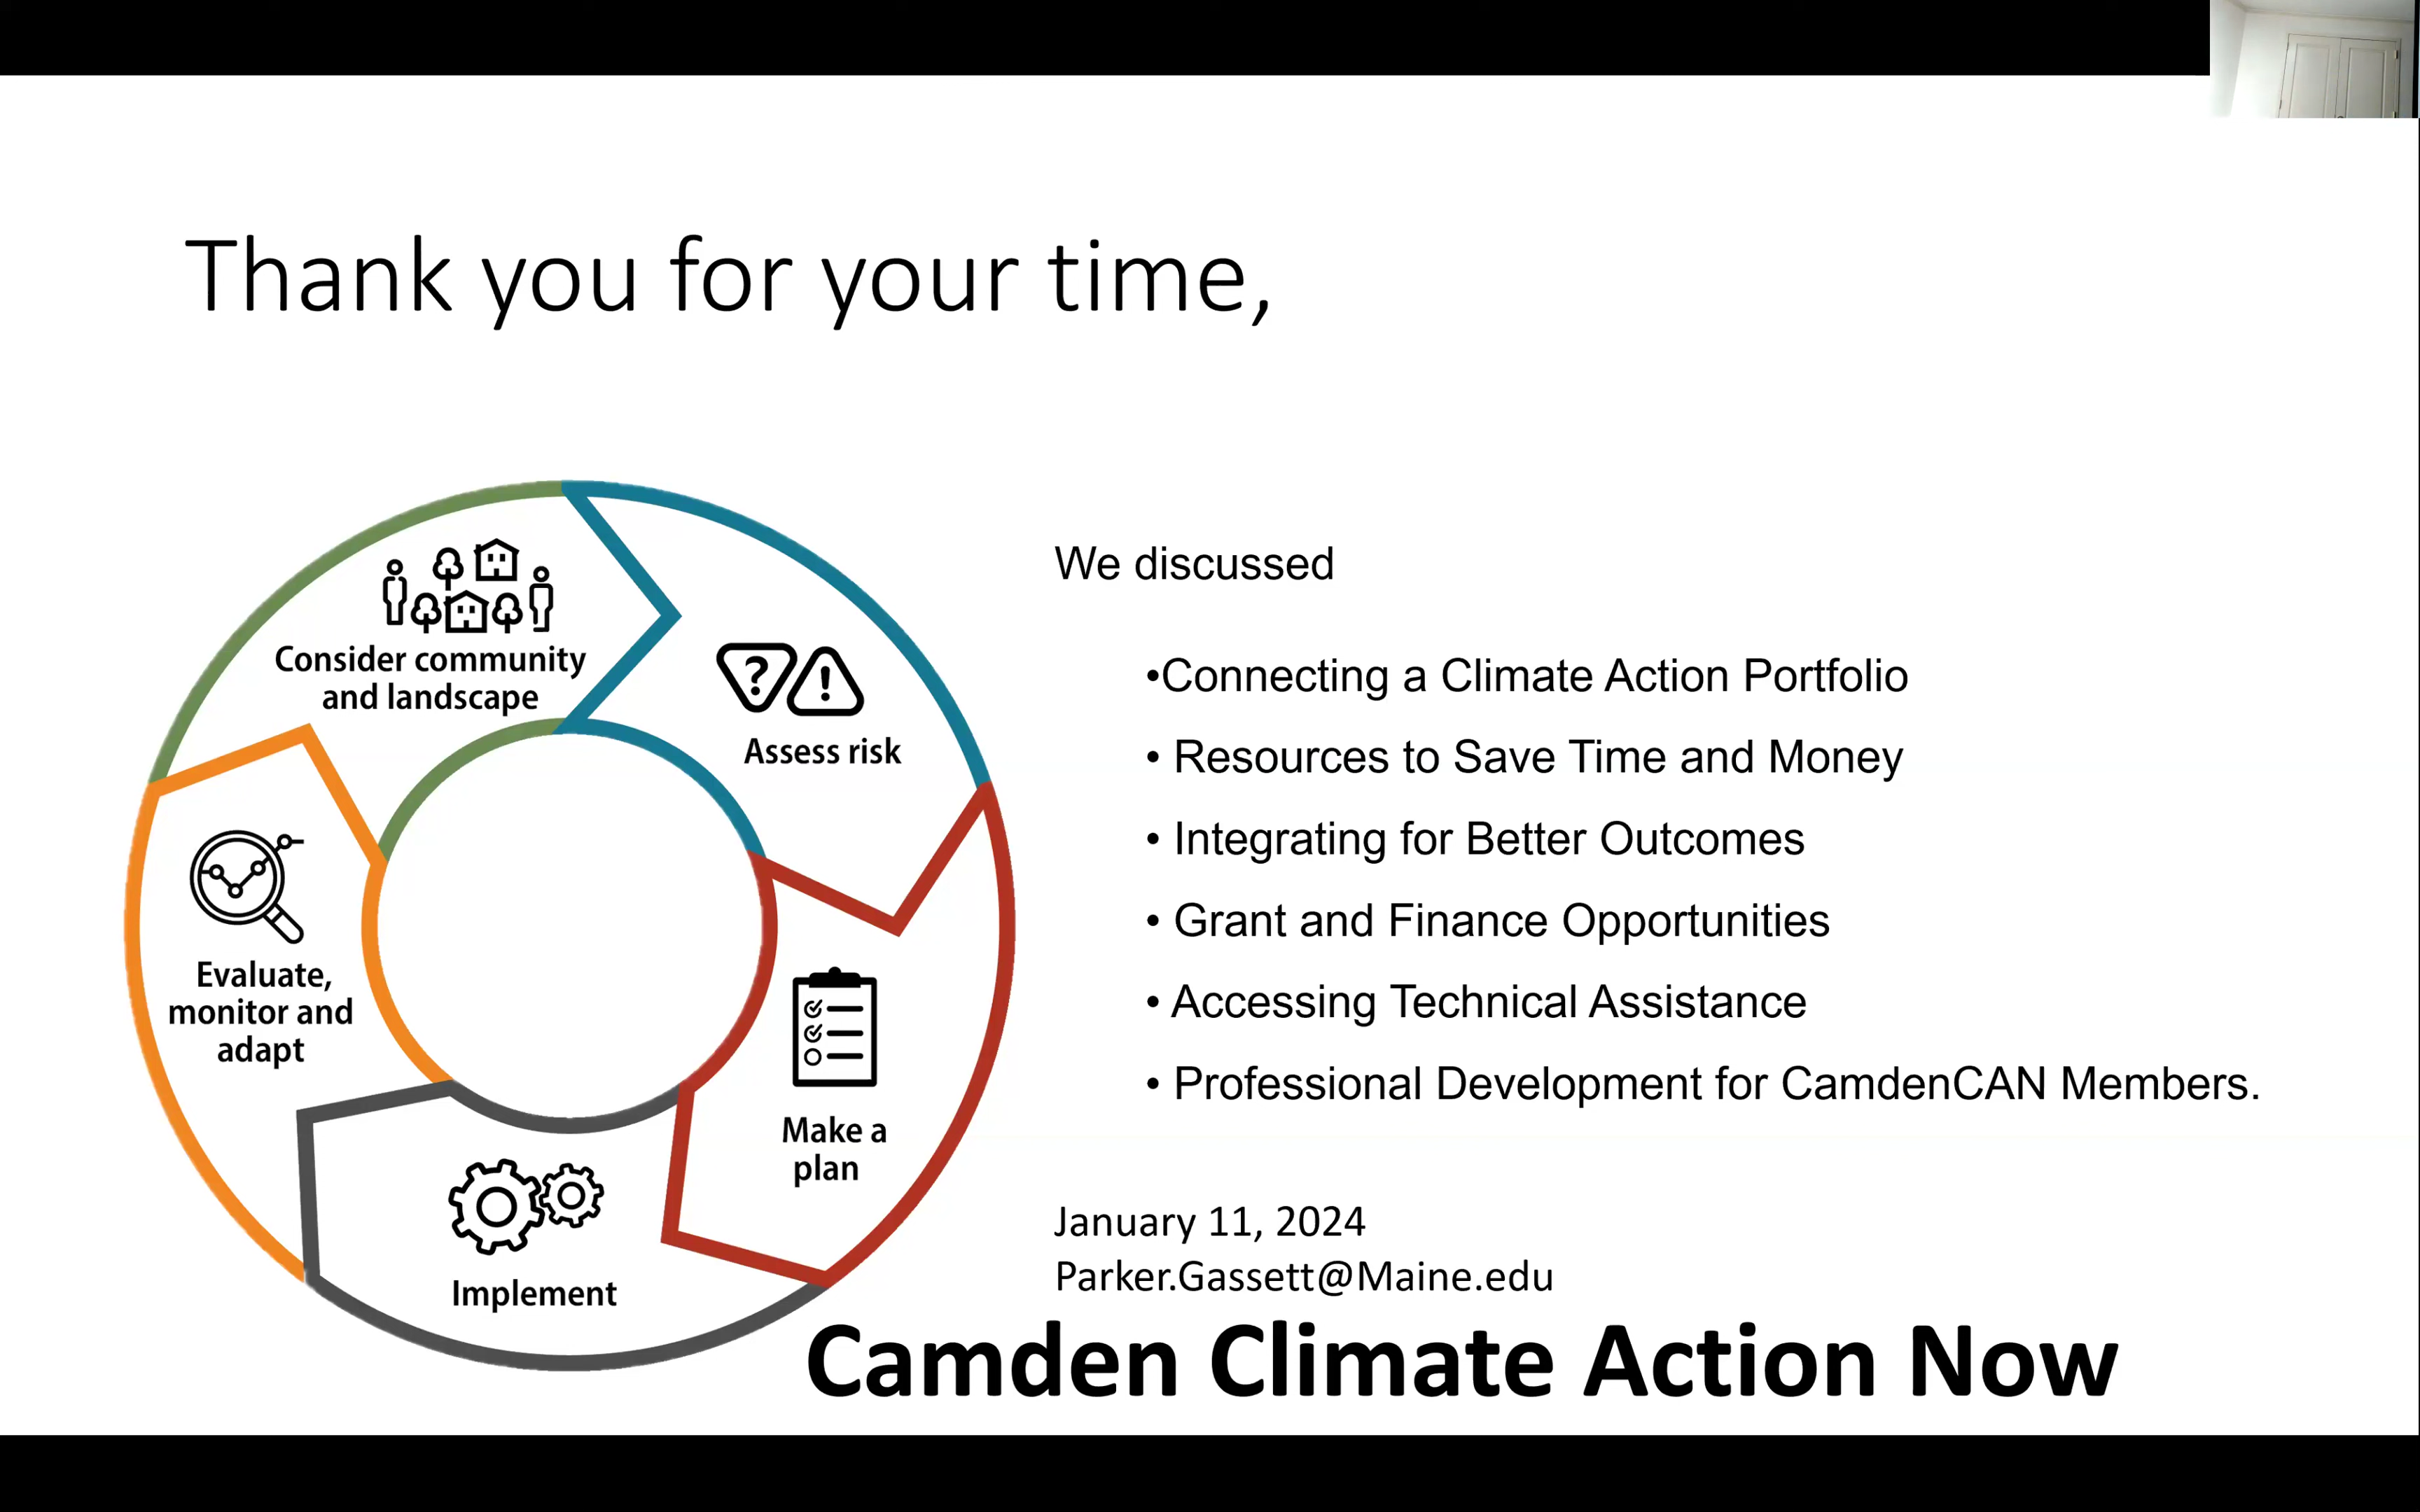 Thank you for your time,
Consider community
and landscape
? !
Assess risk
Evaluate,
monitor and
adapt
Make a
plan
Implement
We discussed
•Connecting a Climate Action Portfolio
• Resources to Save Time and Money
• Integrating for Better Outcomes
• Grant and Finance Opportunities
• Accessing Technical Assistance
• Professional Development for CamdenCAN Members.
January 11, 2024
Parker.Gassett@Maine.edu
Camden Climate Action Now